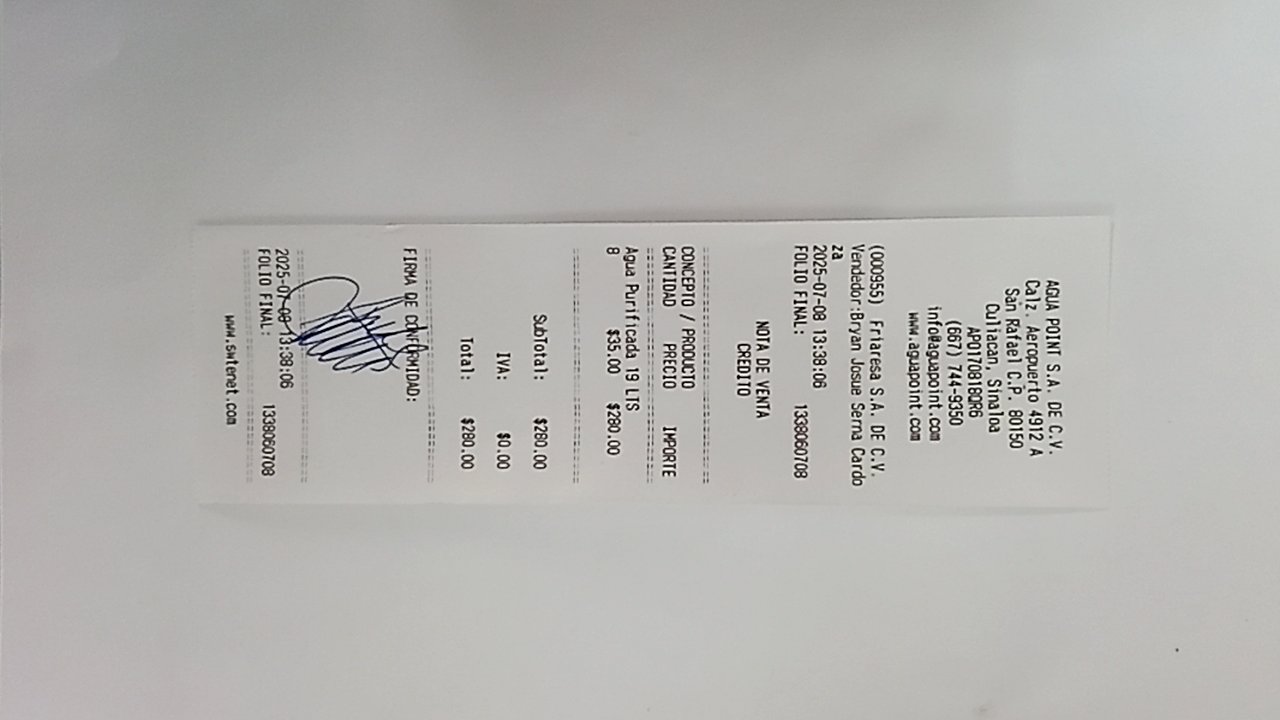 AGUA POINT S.A. DE C.V.
Calz. Aeropuerto 4912 A
San Rafael C.P. 80150
Culiacan, Sinaloa
APO170818QR6
(667) 744-9350
info@aguapoint.com
www.aguapoint.com
(000955) Friaresa S.A. DE C.V.
Vendedor:Bryan Josue Serna Cardo
za
2025-07-08 13:38:06
FOLIO FINAL: 1338060708
NOTA DE VENTA
CREDITO
CONCEPTO / PRODUCTO
CANTIDAD PRECIO IMPORTE
Agua Purificada 19 LTS
8 $35.00 $280.00
SubTotal: $280.00
IVA: $0.00
Total: $280.00
FIRMA DE CONFORMIDAD:
2025-07-08 13:38:06
FOLIO FINAL: 1338060708
www.swtenet.com